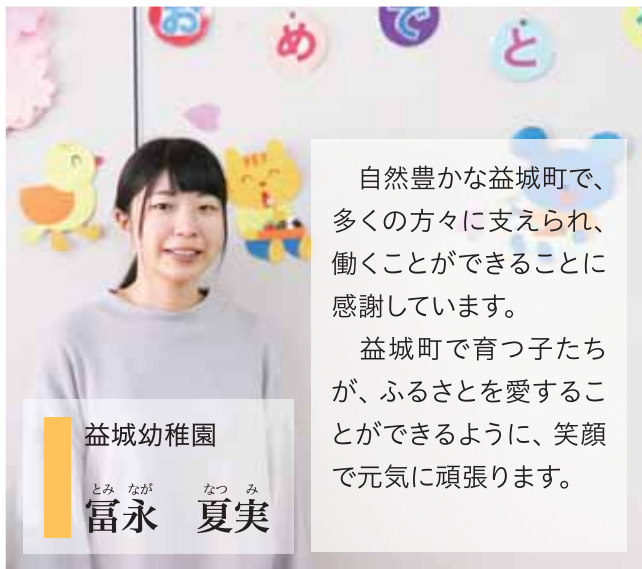 おめでと
自然豊かな益城町で、
多くの方々に支えられ、
働くことができることに
感謝しています。
益城町で育つ子たち
が、ふるさとを愛するこ
とができるように、笑顔
で元気に頑張ります。
益城幼稚園
とみ なが なつ み
冨永 夏実